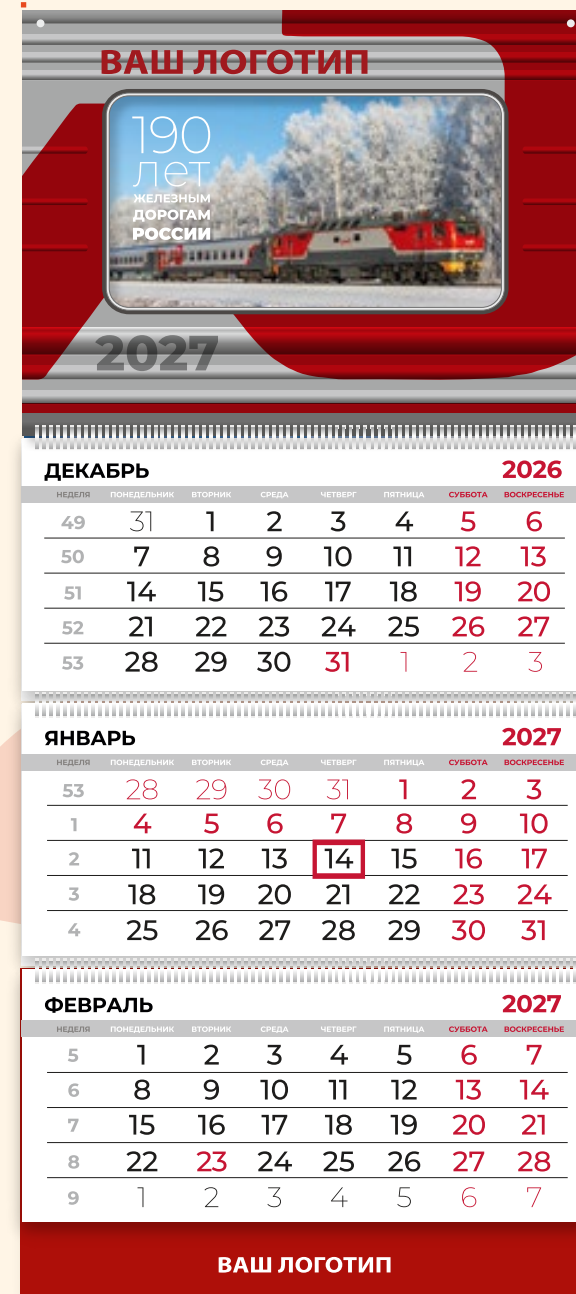 ВАШ ЛОГОТИП
190
лет
ЖЕЛЕЗНЫМ
ДОРОГАМ
РОССИИ
2027
ДЕКАБРЬ 2026
НЕДЕЛЯ ПОНЕДЕЛЬНИК ВТОРНИК СРЕДА ЧЕТВЕРГ ПЯТНИЦА СУББОТА ВОСКРЕСЕНЬЕ
49 31 1 2 3 4 5 6
50 7 8 9 10 11 12 13
51 14 15 16 17 18 19 20
52 21 22 23 24 25 26 27
53 28 29 30 31 1 2 3
ЯНВАРЬ 2027
НЕДЕЛЯ ПОНЕДЕЛЬНИК ВТОРНИК СРЕДА ЧЕТВЕРГ ПЯТНИЦА СУББОТА ВОСКРЕСЕНЬЕ
53 28 29 30 31 1 2 3
1 4 5 6 7 8 9 10
2 11 12 13 14 15 16 17
3 18 19 20 21 22 23 24
4 25 26 27 28 29 30 31
ФЕВРАЛЬ 2027
НЕДЕЛЯ ПОНЕДЕЛЬНИК ВТОРНИК СРЕДА ЧЕТВЕРГ ПЯТНИЦА СУББОТА ВОСКРЕСЕНЬЕ
5 1 2 3 4 5 6 7
6 8 9 10 11 12 13 14
7 15 16 17 18 19 20 21
8 22 23 24 25 26 27 28
9 1 2 3 4 5 6 7
ВАШ ЛОГОТИП